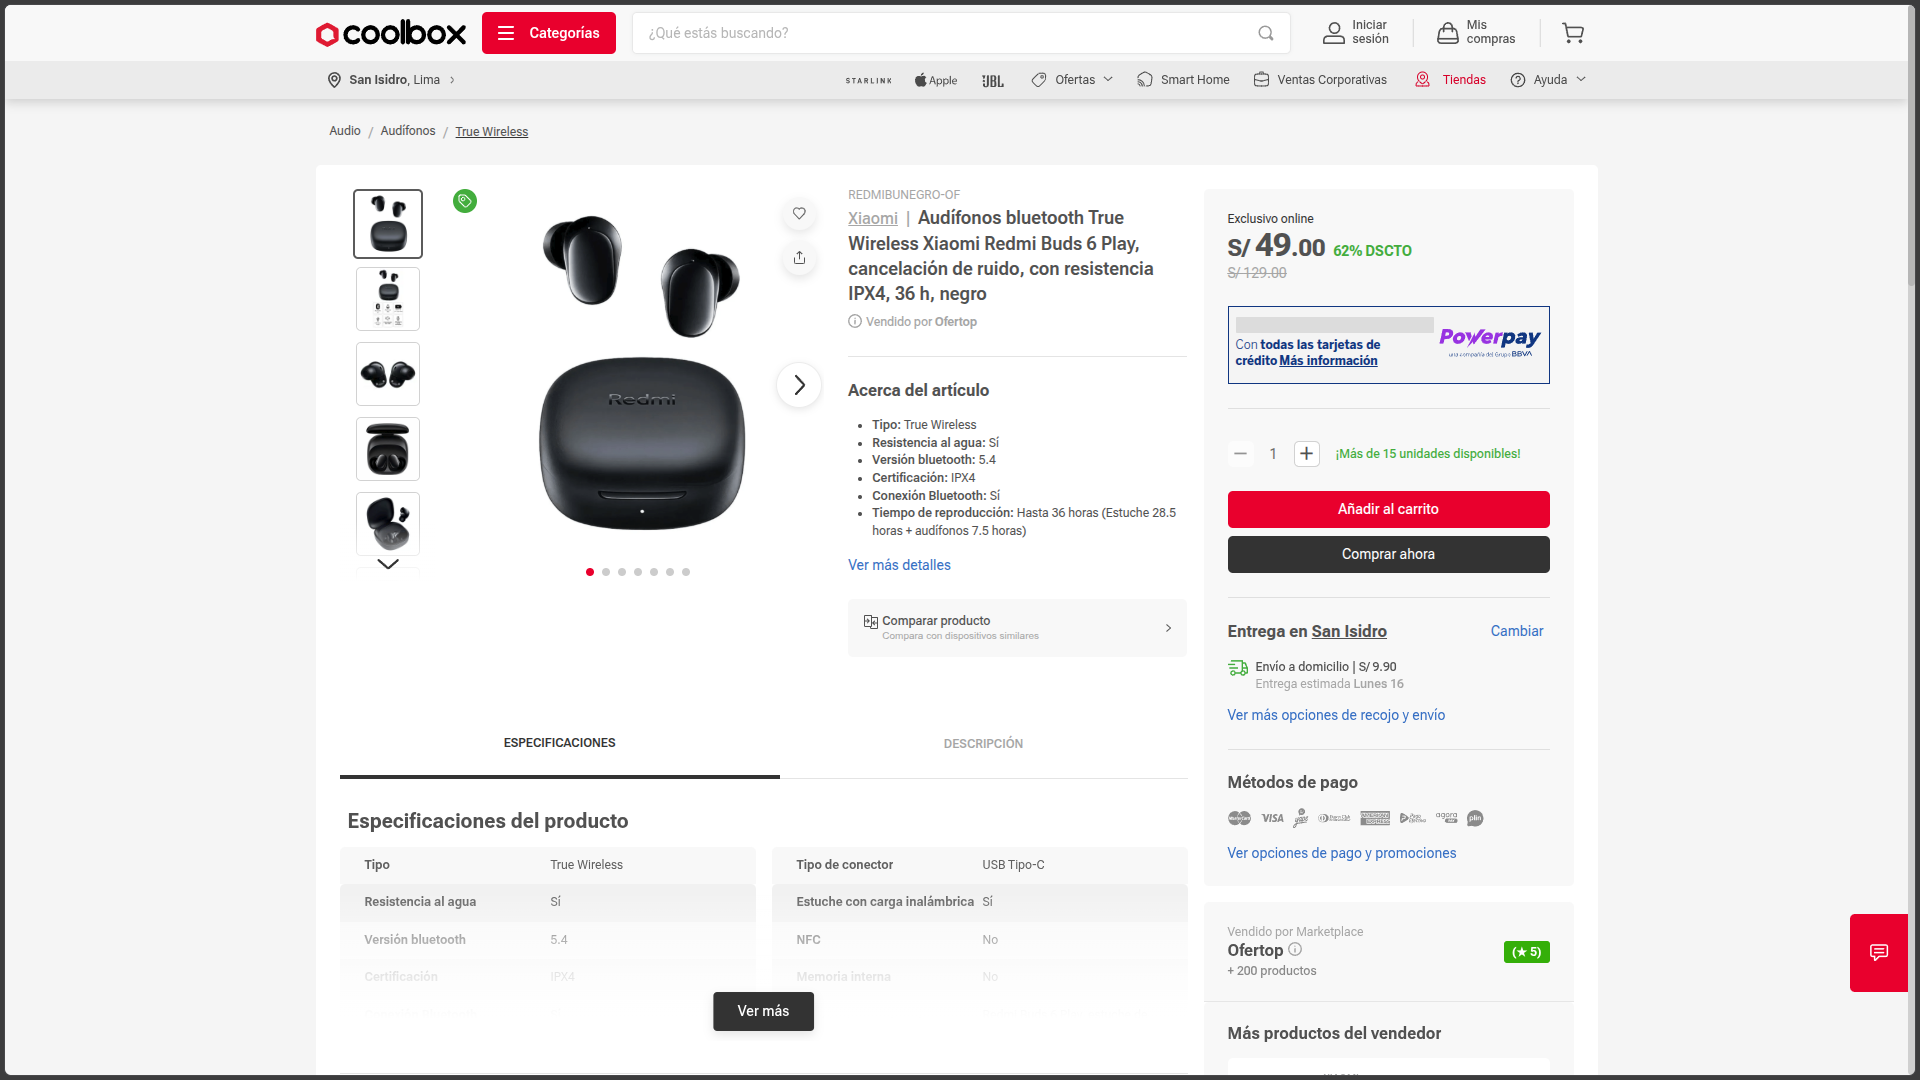 coolbox
Categorías
¿Qué estás buscando?
Iniciar sesión
Mis compras
San Isidro, Lima
STARLINK
Apple
JBL
Ofertas
Smart Home
Ventas Corporativas
Tiendas
Ayuda
Audio / Audífonos / True Wireless
REDMIBUNEGRO-OF
Xiaomi | Audífonos bluetooth True
Wireless Xiaomi Redmi Buds 6 Play,
cancelación de ruido, con resistencia
IPX4, 36 h, negro
Vendido por Ofertop
Redmi
Acerca del artículo
Tipo: True Wireless
Resistencia al agua: Sí
Versión bluetooth: 5.4
Certificación: IPX4
Conexión Bluetooth: Sí
Tiempo de reproducción: Hasta 36 horas (Estuche 28.5
horas + audífonos 7.5 horas)
Ver más detalles
Comparar producto
Compara con dispositivos similares
Exclusivo online
S/ 49.00 62% DSCTO
S/ 129.00
Con todas las tarjetas de
crédito Más información
Powerpay
una compañía del Grupo BBVA
1
¡Más de 15 unidades disponibles!
Añadir al carrito
Comprar ahora
Entrega en San Isidro
Cambiar
Envío a domicilio | S/ 9.90
Entrega estimada Lunes 16
Ver más opciones de recojo y envío
Métodos de pago
VISA
agora
plin
Ver opciones de pago y promociones
Vendido por Marketplace
Ofertop
(★ 5)
+ 200 productos
Más productos del vendedor
ESPECIFICACIONES
DESCRIPCIÓN
Especificaciones del producto
Tipo True Wireless
Resistencia al agua Sí
Versión bluetooth 5.4
Certificación IPX4
Tipo de conector USB Tipo-C
Estuche con carga inalámbrica Sí
NFC No
Memoria interna No
Ver más